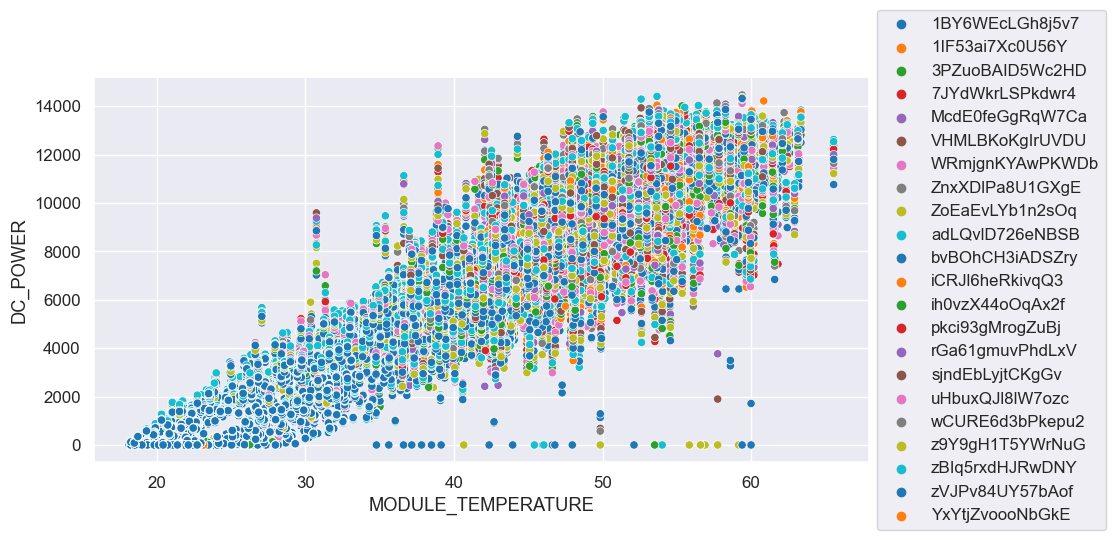 1BY6WEcLGh8j5v7
1IF53ai7Xc0U56Y
3PZuoBAID5Wc2HD
7JYdWkrLSPkdwr4
McdE0feGgRqW7Ca
VHMLBKoKgIrUVDU
WRmjgnKYAwPKWDb
ZnxXDlPa8U1GXgE
ZoEaEvLYb1n2sOq
adLQvlD726eNBSB
bvBOhCH3iADSZry
iCRJl6heRkivqQ3
ih0vzX44oOqAx2f
pkci93gMrogZuBj
rGa61gmuvPhdLxV
sjndEbLyjtCKgGv
uHbuxQJl8lW7ozc
wCURE6d3bPkepu2
z9Y9gH1T5YWrNuG
zBIq5rxdHJRwDNY
zVJPv84UY57bAof
YxYtjZvoooNbGkE
14000
12000
10000
8000
6000
4000
2000
0
DC_POWER
20 30 40 50 60
MODULE_TEMPERATURE